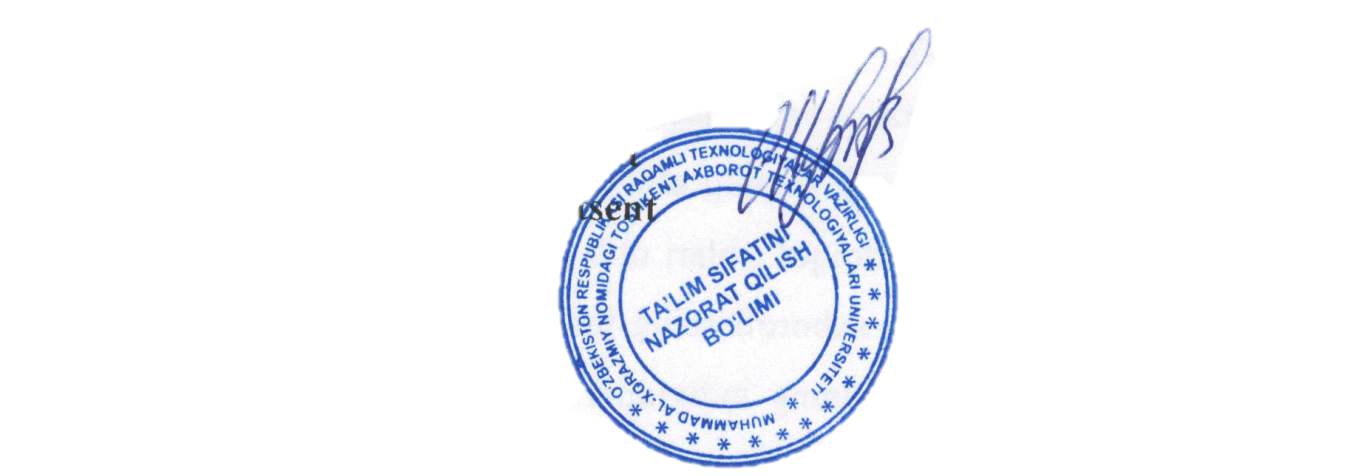 O'ZBEKISTON RESPUBLIKASI RAQAMLI TEXNOLOGIYALAR VAZIRLIGI
MUHAMMAD AL-XORAZMIY NOMIDAGI TOSHKENT AXBOROT TEXNOLOGIYALARI UNIVERSITETI
TA'LIM SIFATINI
NAZORAT QILISH
BO'LIMI